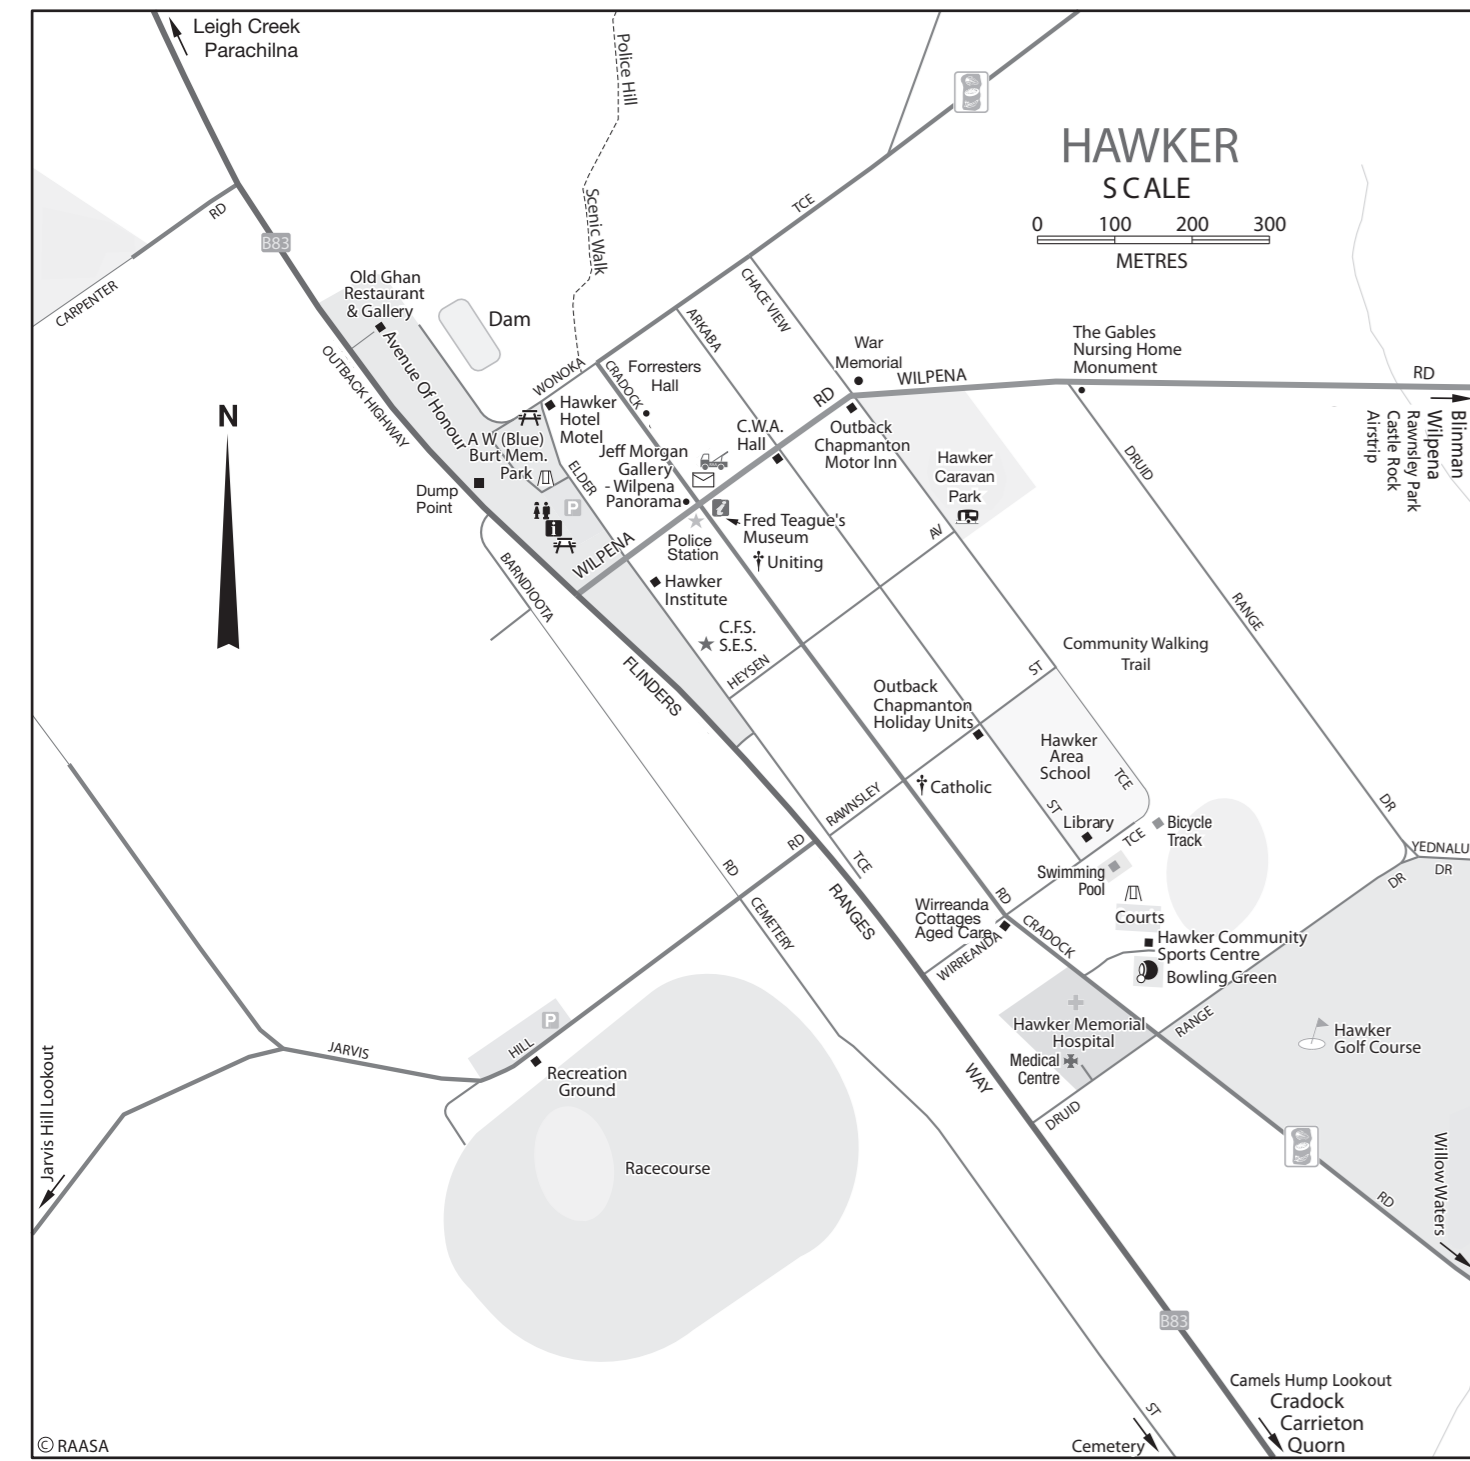 Leigh Creek
Parachilna
Police Hill
Scenic Walk
HAWKER
SCALE
0 100 200 300
METRES
TCE
RD
B83
CARPENTER
Old Ghan
Restaurant
& Gallery
Dam
Avenue Of Honour
OUTBACK HIGHWAY
WONOKA
CRADOCK
ARKABA
CHACE VIEW
Forresters
Hall
War
Memorial
WILPENA
RD
The Gables
Nursing Home
Monument
RD
Blinman
Wilpena
Rawnsley Park
Castle Rock
Airstrip
N
Hawker
Hotel
Motel
A W (Blue)
Burt Mem.
Park
ELDER
P
Jeff Morgan
Gallery
- Wilpena
Panorama
C.W.A.
Hall
Outback
Chapmanton
Motor Inn
Hawker
Caravan
Park
DRUID
Dump
Point
i
i
Fred Teague's
Museum
Police
Station
Uniting
WILPENA
AV
BARNDIOOTA
Hawker
Institute
C.F.S.
S.E.S.
HEYSEN
RANGE
Community Walking
Trail
ST
FLINDERS
Outback
Chapmanton
Holiday Units
Hawker
Area
School
TCE
ST
Catholic
RAWNSLEY
Library
TCE
Bicycle
Track
DR
YEDNALU
DR
DR
RD
TCE
RD
Swimming
Pool
Courts
CEMETERY
RANGES
Wirreanda
Cottages
Aged Care
RD
CRADOCK
WIRREANDA
Hawker Community
Sports Centre
Bowling Green
Hawker Memorial
Hospital
RANGE
Medical
Centre
Hawker
Golf Course
P
JARVIS
HILL
Recreation
Ground
WAY
DRUID
Jarvis Hill Lookout
Racecourse
RD
Willow Waters
B83
Camels Hump Lookout
Cradock
Carrieton
Quorn
ST
Cemetery
© RAASA